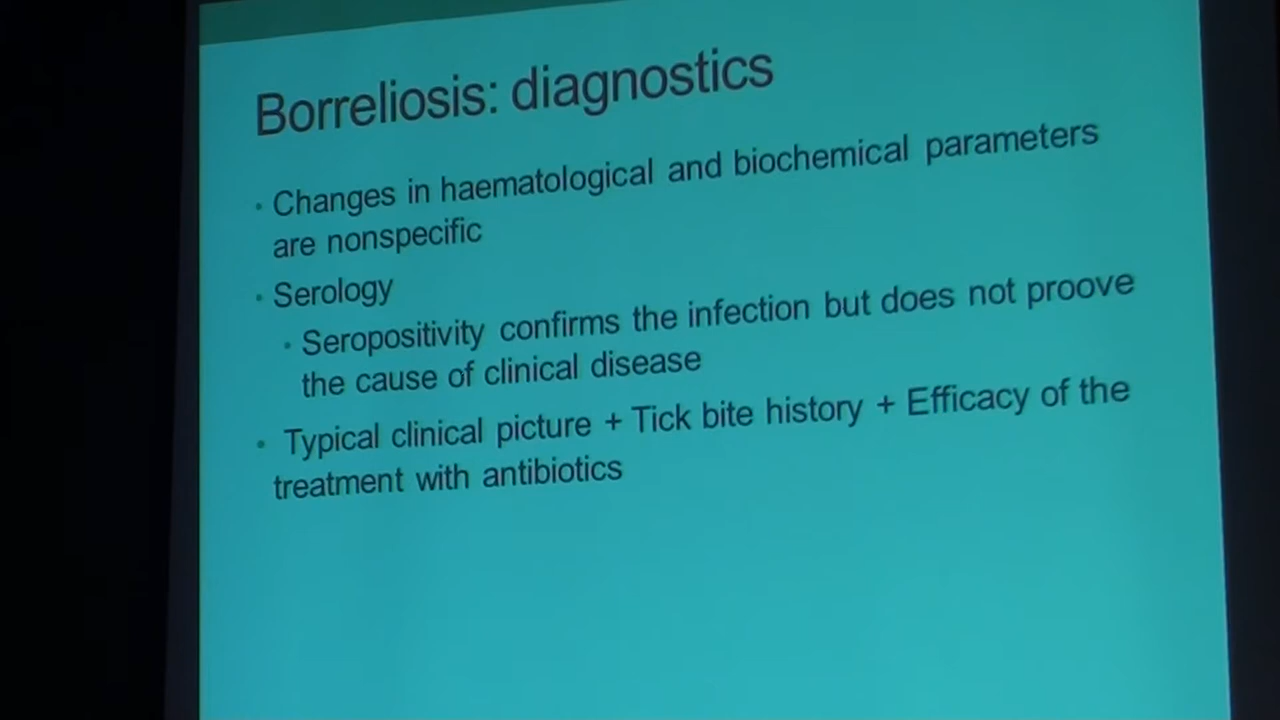 Borreliosis: diagnostics
• Changes in haematological and biochemical parameters
are nonspecific
• Serology
• Seropositivity confirms the infection but does not proove
the cause of clinical disease
• Typical clinical picture + Tick bite history + Efficacy of the
treatment with antibiotics